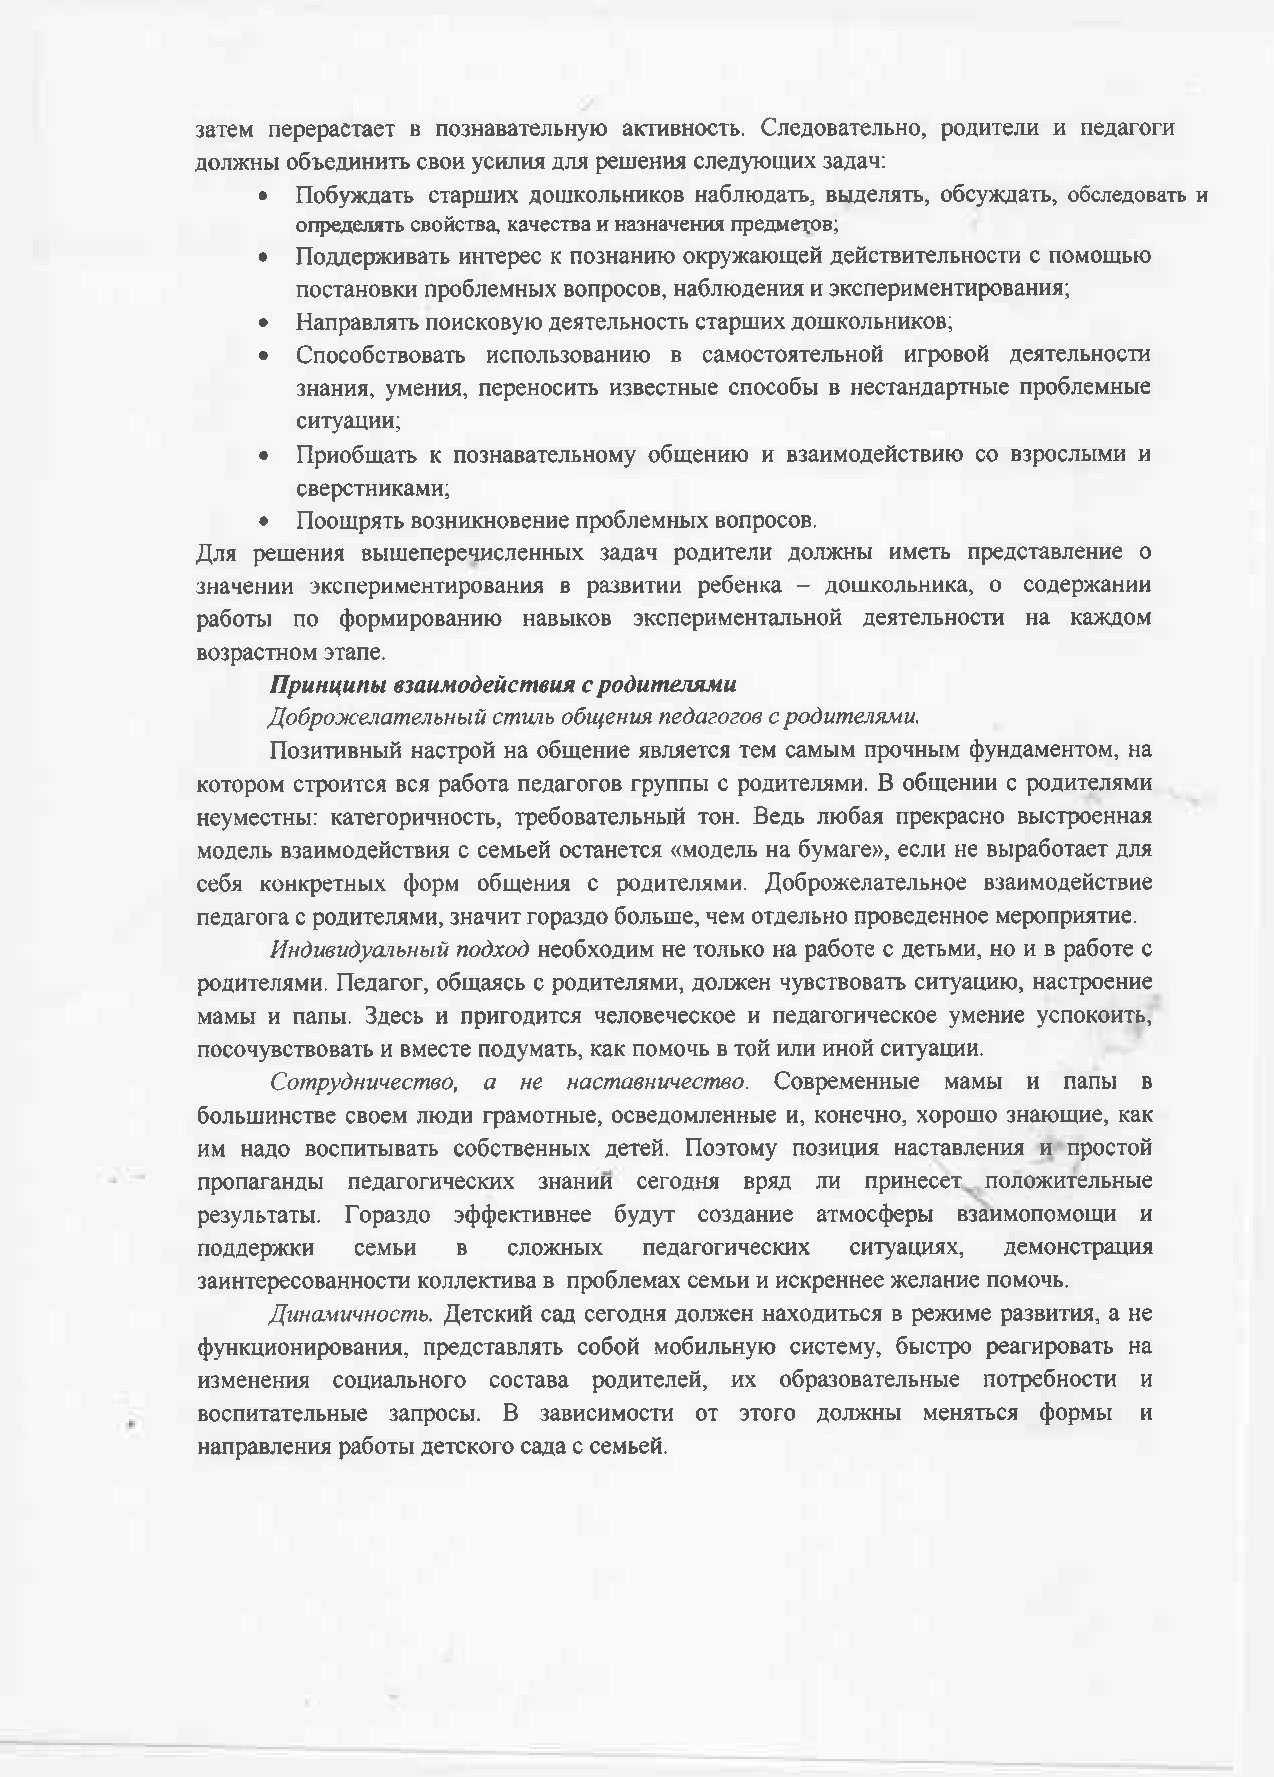 затем перерастает в познавательную активность. Следовательно, родители и педагоги
должны объединить свои усилия для решения следующих задач:
• Побуждать старших дошкольников наблюдать, выделять, обсуждать, обследовать и
определять свойства, качества и назначения предметов;
• Поддерживать интерес к познанию окружающей действительности с помощью
постановки проблемных вопросов, наблюдения и экспериментирования;
• Направлять поисковую деятельность старших дошкольников;
• Способствовать использованию в самостоятельной игровой деятельности
знания, умения, переносить известные способы в нестандартные проблемные
ситуации;
• Приобщать к познавательному общению и взаимодействию со взрослыми и
сверстниками;
• Поощрять возникновение проблемных вопросов.
Для решения вышеперечисленных задач родители должны иметь представление о
значении экспериментирования в развитии ребенка – дошкольника, о содержании
работы по формированию навыков экспериментальной деятельности на каждом
возрастном этапе.
Принципы взаимодействия с родителями
Доброжелательный стиль общения педагогов с родителями.
Позитивный настрой на общение является тем самым прочным фундаментом, на
котором строится вся работа педагогов группы с родителями. В общении с родителями
неуместны: категоричность, требовательный тон. Ведь любая прекрасно выстроенная
модель взаимодействия с семьей останется «модель на бумаге», если не выработает для
себя конкретных форм общения с родителями. Доброжелательное взаимодействие
педагога с родителями, значит гораздо больше, чем отдельно проведенное мероприятие.
Индивидуальный подход необходим не только на работе с детьми, но и в работе с
родителями. Педагог, общаясь с родителями, должен чувствовать ситуацию, настроение
мамы и папы. Здесь и пригодится человеческое и педагогическое умение успокоить,
посочувствовать и вместе подумать, как помочь в той или иной ситуации.
Сотрудничество, а не наставничество. Современные мамы и папы в
большинстве своем люди грамотные, осведомленные и, конечно, хорошо знающие, как
им надо воспитывать собственных детей. Поэтому позиция наставления и простой
пропаганды педагогических знаний сегодня вряд ли принесет положительные
результаты. Гораздо эффективнее будут создание атмосферы взаимопомощи и
поддержки семьи в сложных педагогических ситуациях, демонстрация
заинтересованности коллектива в проблемах семьи и искреннее желание помочь.
Динамичность. Детский сад сегодня должен находиться в режиме развития, а не
функционирования, представлять собой мобильную систему, быстро реагировать на
изменения социального состава родителей, их образовательные потребности и
воспитательные запросы. В зависимости от этого должны меняться формы и
направления работы детского сада с семьей.